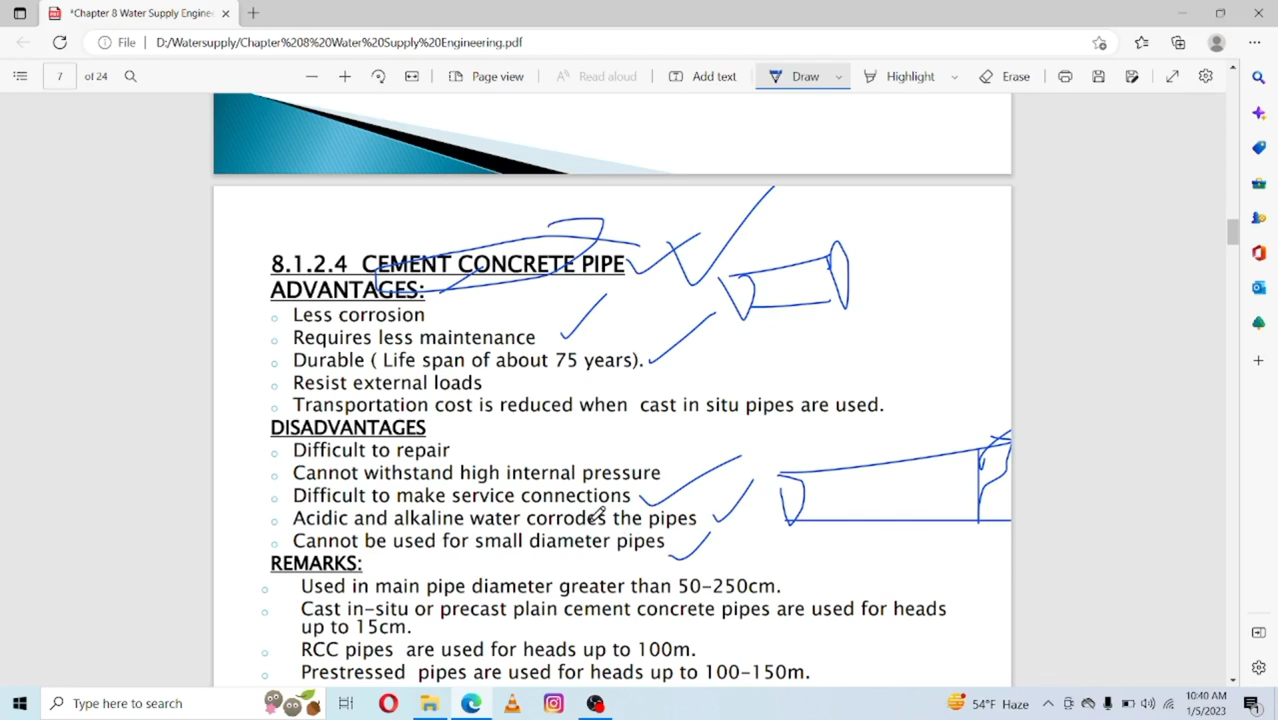 *Chapter 8 Water Supply Engine
File D:/Watersupply/Chapter%208%20Water%20Supply%20Engineering.pdf
7 of 24 Page view Read aloud Add text Draw Highlight Erase
8.1.2.4 CEMENT CONCRETE PIPE
ADVANTAGES:
Less corrosion
Requires less maintenance
Durable ( Life span of about 75 years).
Resist external loads
Transportation cost is reduced when cast in situ pipes are used.
DISADVANTAGES
Difficult to repair
Cannot withstand high internal pressure
Difficult to make service connections
Acidic and alkaline water corrodes the pipes
Cannot be used for small diameter pipes
REMARKS:
Used in main pipe diameter greater than 50-250cm.
Cast in-situ or precast plain cement concrete pipes are used for heads
up to 15cm.
RCC pipes are used for heads up to 100m.
Prestressed pipes are used for heads up to 100-150m.
Type here to search
54°F Haze
10:40 AM
1/5/2023